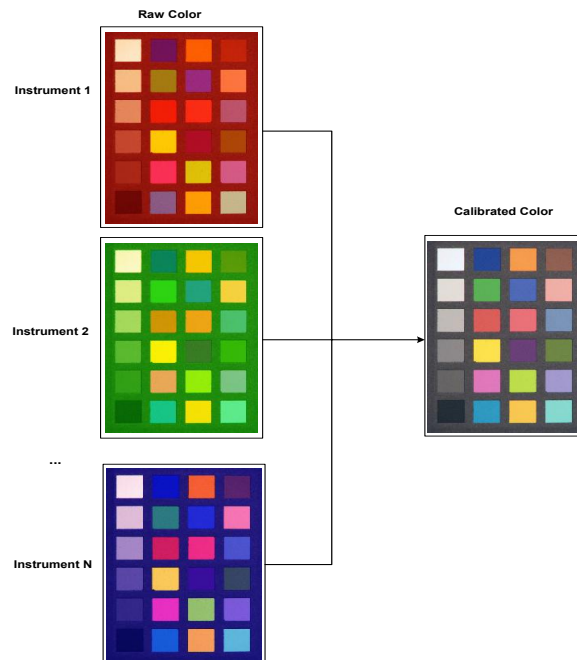 Raw Color
Instrument 1
Calibrated Color
Instrument 2
...
Instrument N